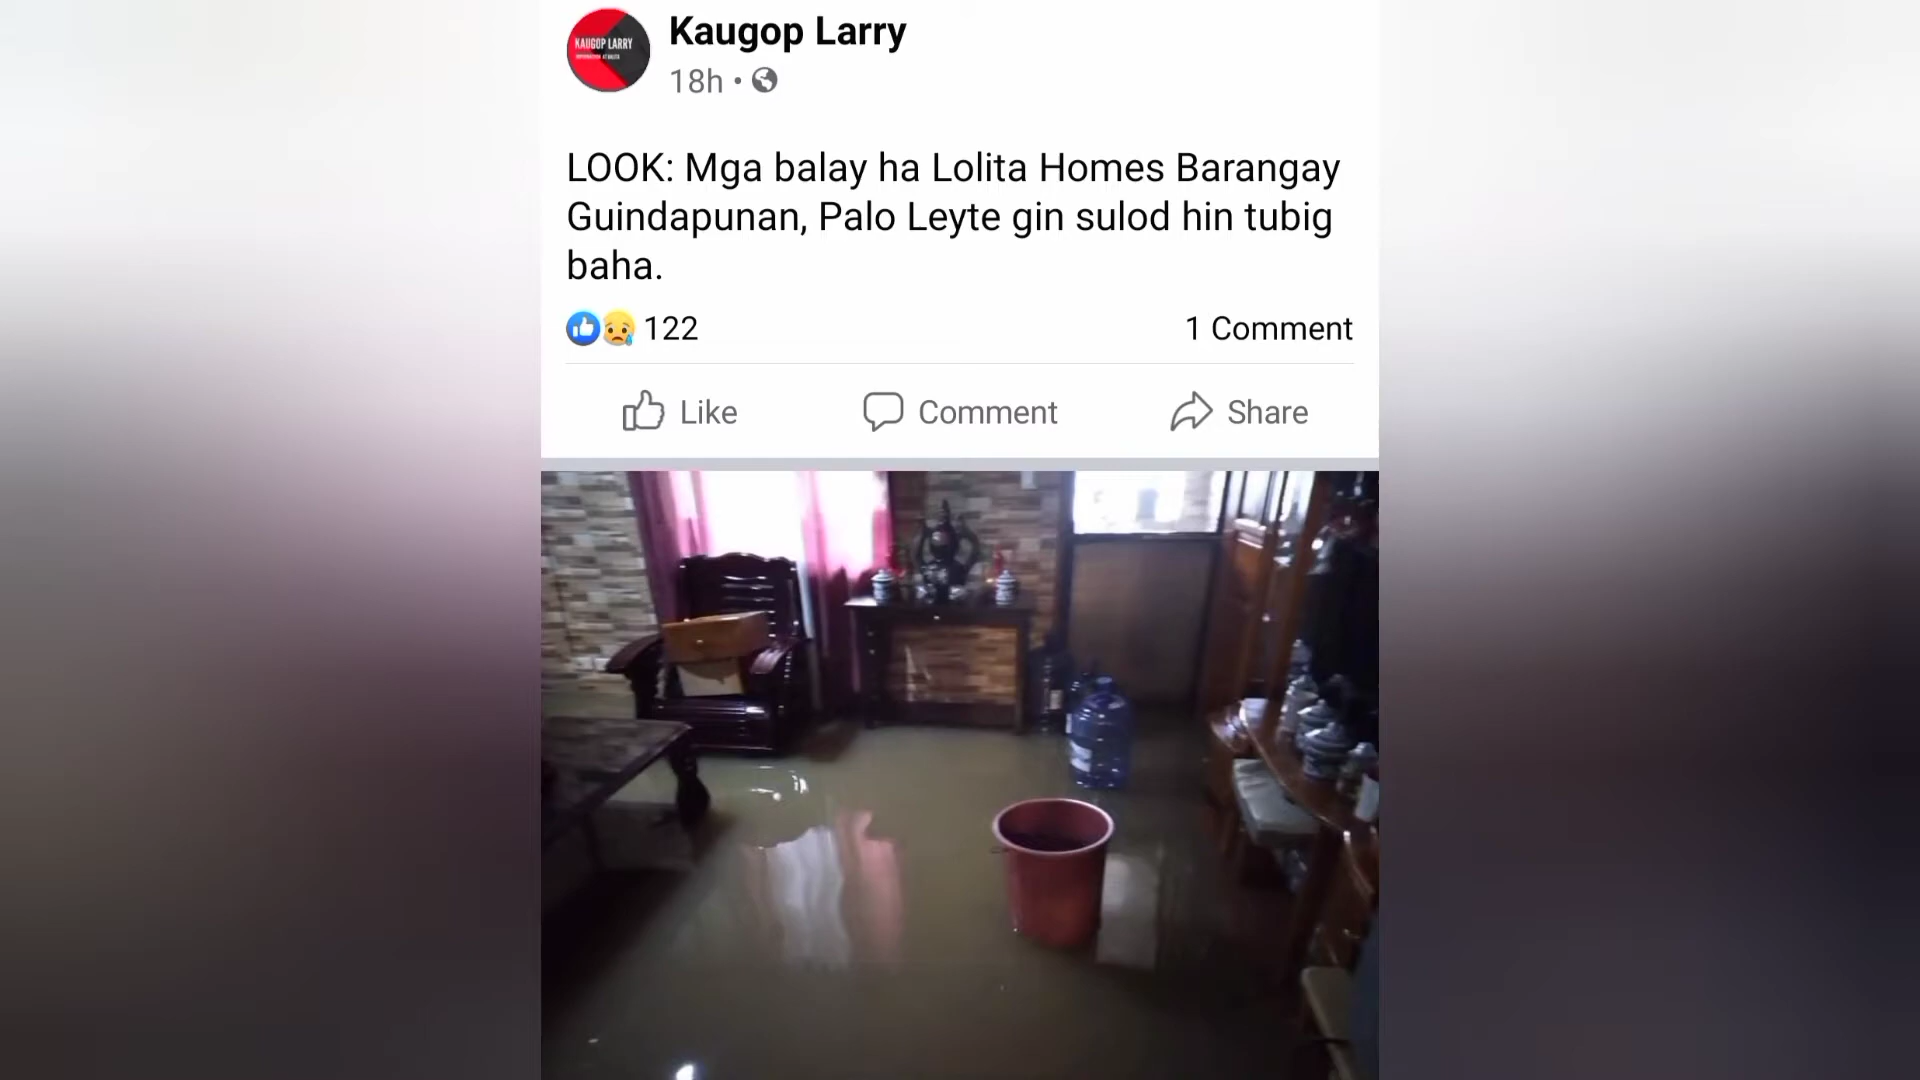 KAUGOP LARRY
Kaugop Larry
18h
LOOK: Mga balay ha Lolita Homes Barangay
Guindapunan, Palo Leyte gin sulod hin tubig
baha.
122
1 Comment
Like
Comment
Share